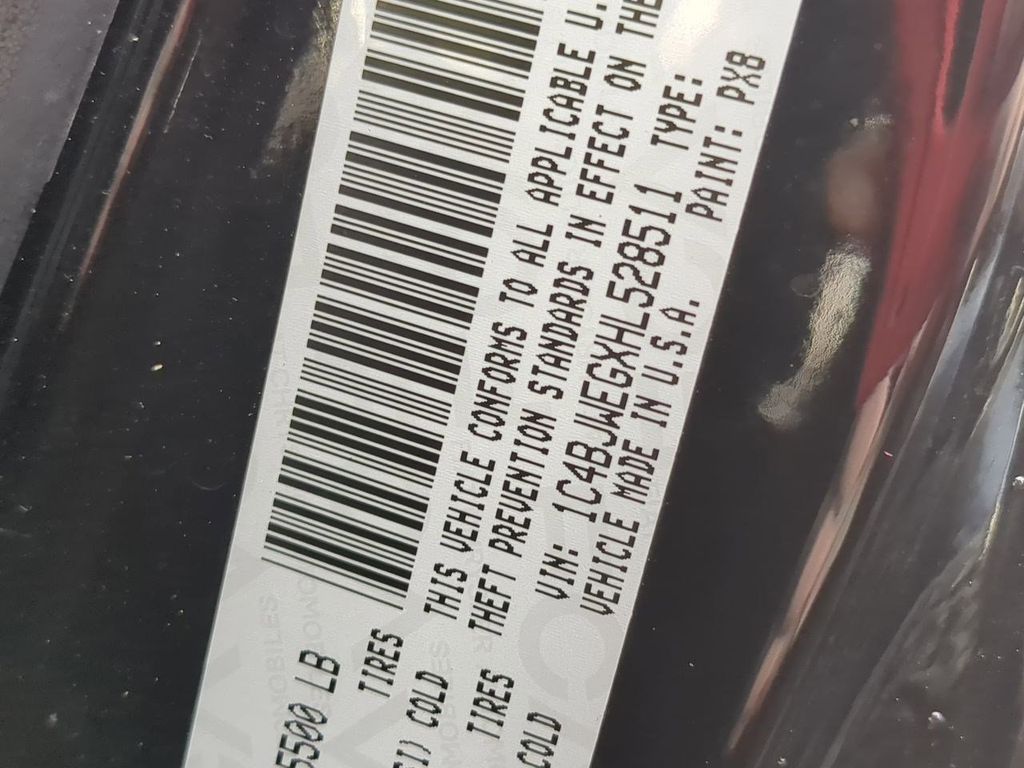 5500 LB
TIRES
COLD
THIS VEHICLE CONFORMS TO ALL APPLICABLE U.
TIRES
THEFT PREVENTION STANDARDS IN EFFECT ON THE
COLD
VIN: 1C4BJWEGXHL528511 TYPE:
VEHICLE MADE IN U.S.A. PAINT: PX8